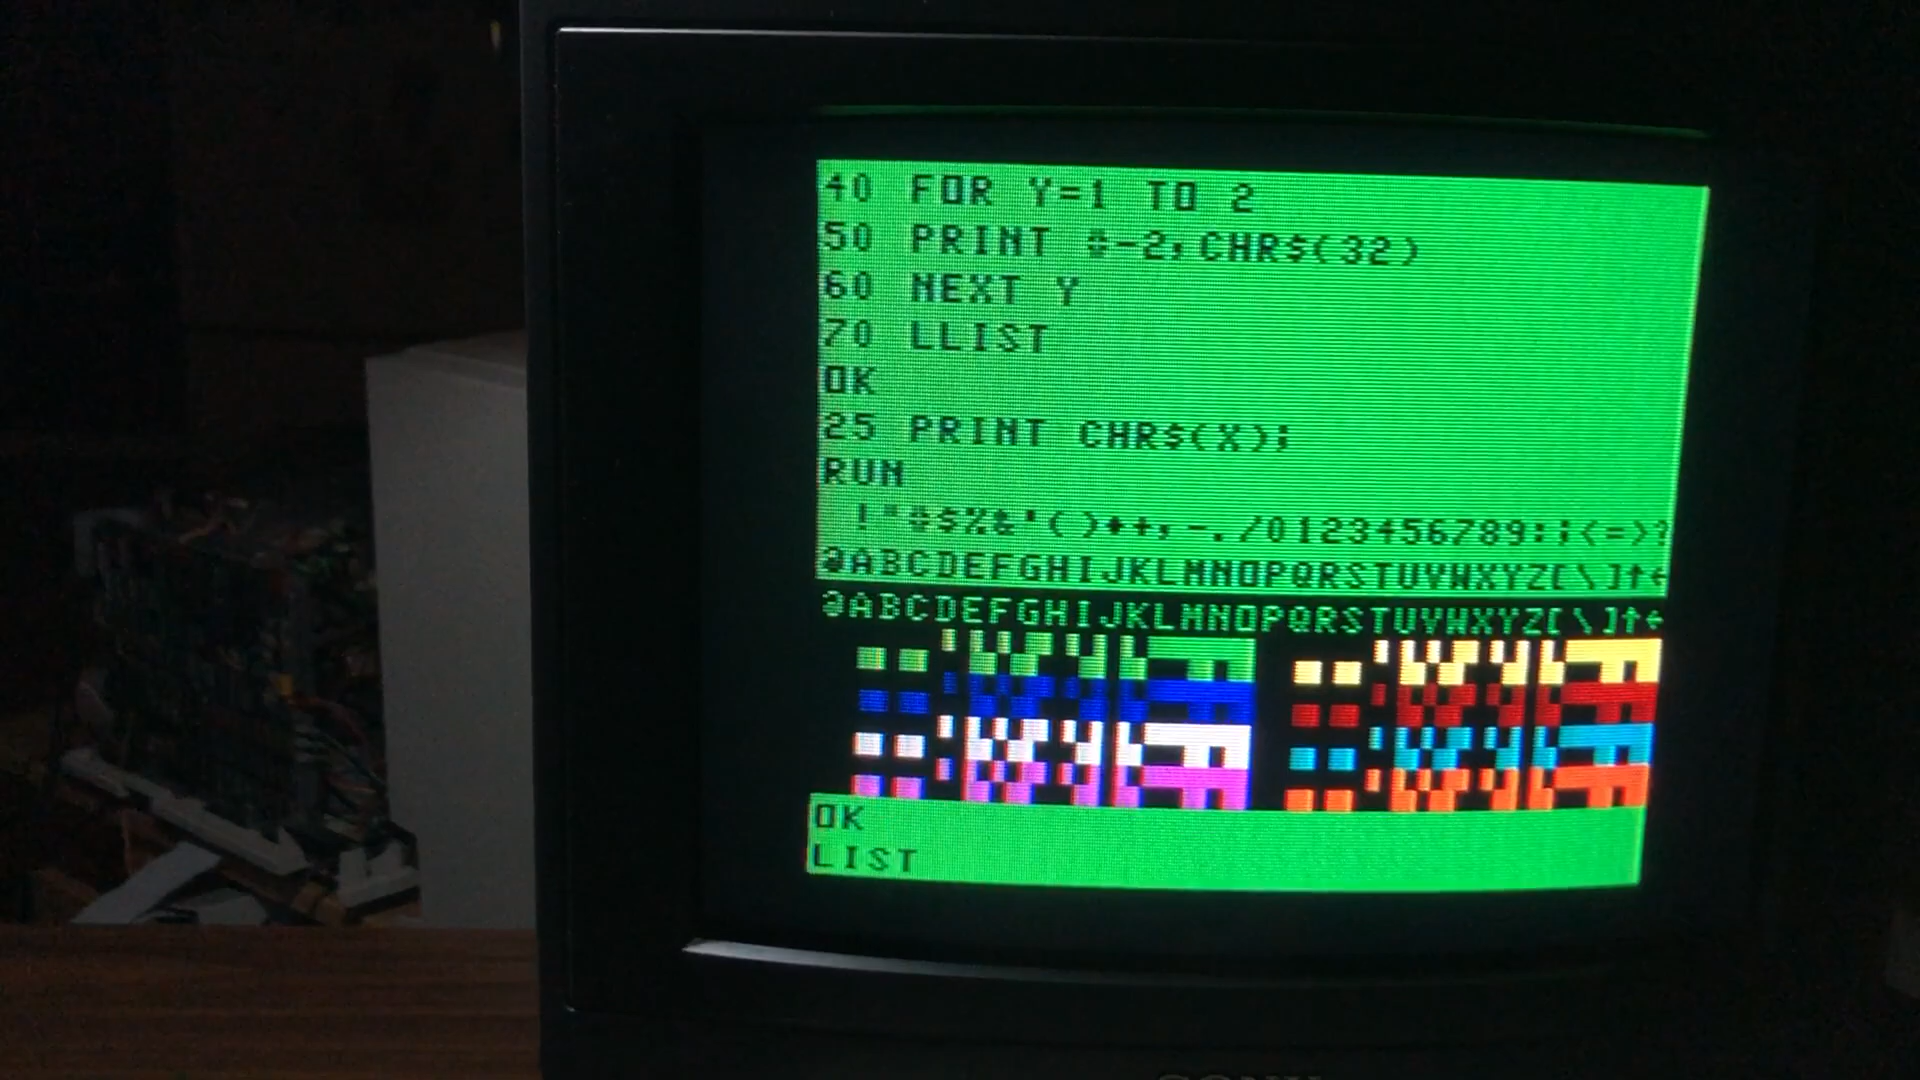 40 FOR Y=1 TO 2
50 PRINT #-2,CHR$(32)
60 NEXT Y
70 LLIST
OK
25 PRINT CHR$(X);
RUN
!"#$%&'()*+,-./0123456789:;<=>?
@ABCDEFGHIJKLMNOPQRSTUVWXYZ[\]↑←
@ABCDEFGHIJKLMNOPQRSTUVWXYZ[\]↑←
OK
LIST
SONY